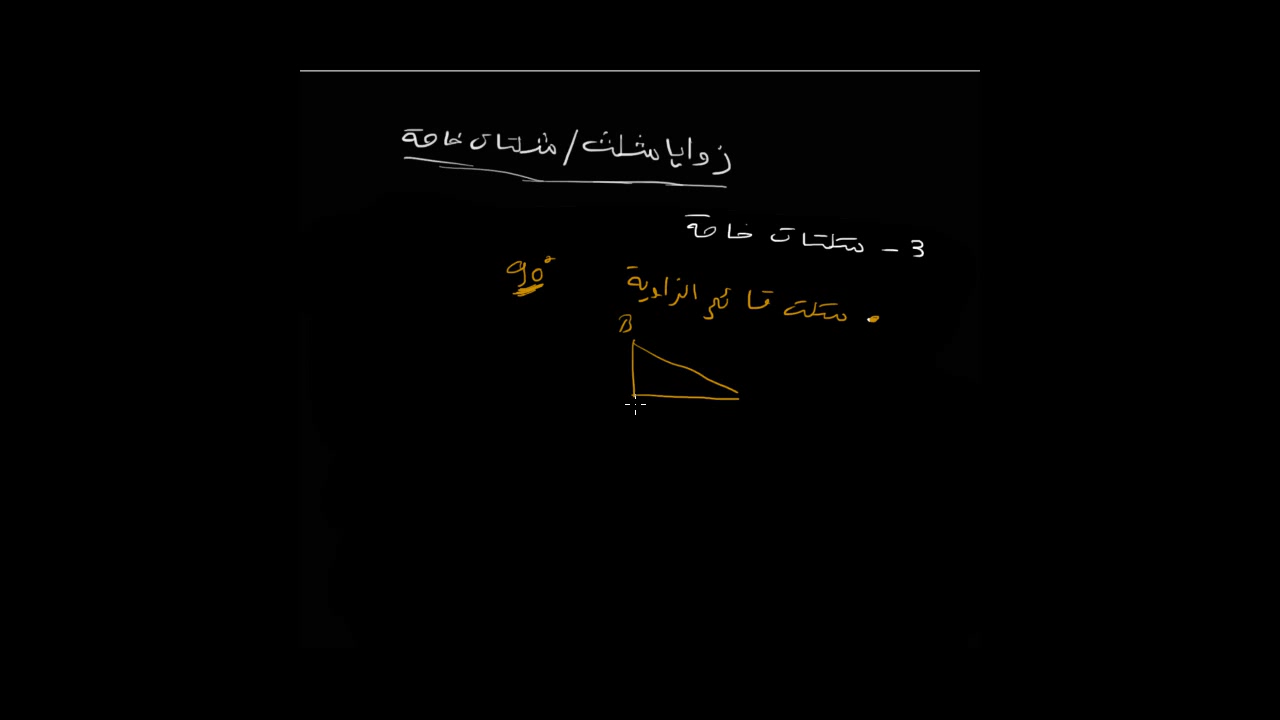 زوايا مثلث / مثلثات خاصة
3 - مثلثات خاصة
• مثلث قائم الزاوية
90°
B